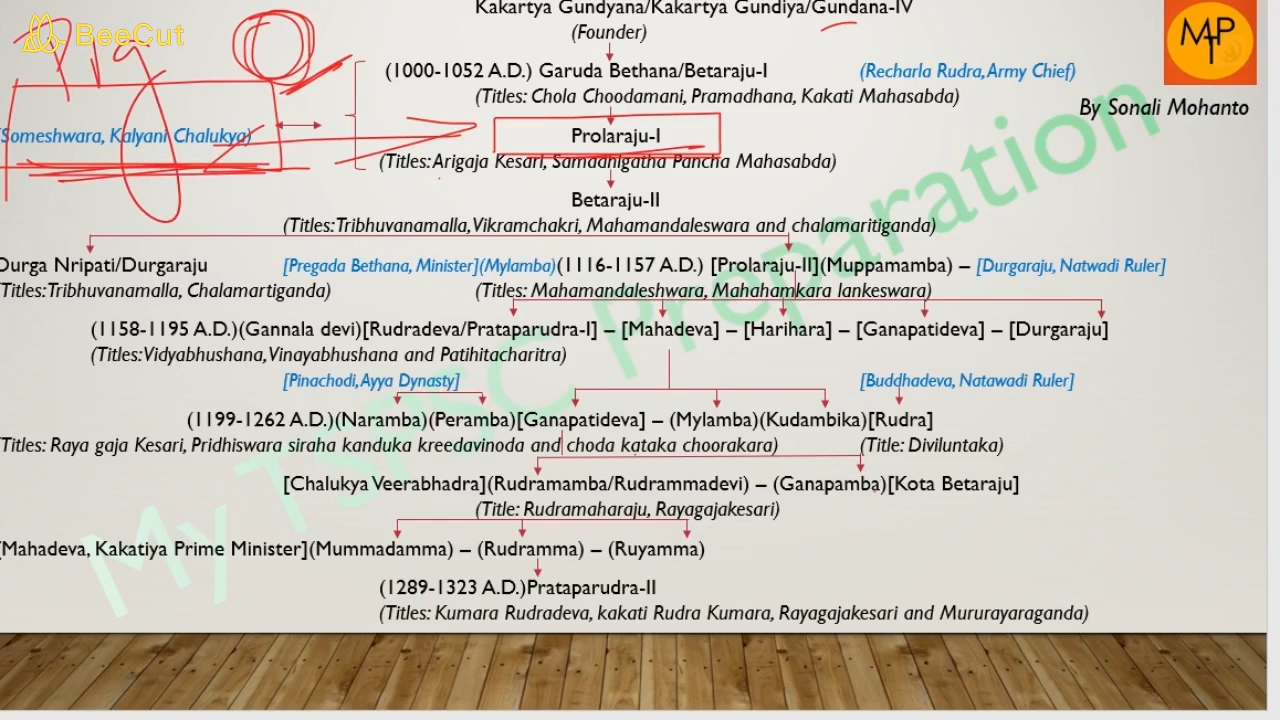 Kakartya Gundyana/Kakartya Gundiya/Gundana-IV
BeeCut
(Founder)
MTP
(1000-1052 A.D.) Garuda Bethana/Betaraju-I (Recharla Rudra, Army Chief)
(Titles: Chola Choodamani, Pramadhana, Kakati Mahasabda)
By Sonali Mohanto
(Someshwara, Kalyani Chalukya) Prolaraju-I
(Titles: Arigaja Kesari, Samadhigatha Pancha Mahasabda)
Betaraju-II
(Titles: Tribhuvanamalla, Vikramchakri, Mahamandaleswara and chalamaritiganda)
Durga Nripati/Durgaraju [Pregada Bethana, Minister](Mylamba)(1116-1157 A.D.) [Prolaraju-II](Muppamamba) – [Durgaraju, Natwadi Ruler]
(Titles: Tribhuvanamalla, Chalamartiganda) (Titles: Mahamandaleshwara, Mahahamkara lankeswara)
(1158-1195 A.D.)(Gannala devi)[Rudradeva/Prataparudra-I] – [Mahadeva] – [Harihara] – [Ganapatideva] – [Durgaraju]
(Titles: Vidyabhushana, Vinayabhushana and Patihitacharitra)
[Pinachodi, Ayya Dynasty] [Buddhadeva, Natawadi Ruler]
(1199-1262 A.D.)(Naramba)(Peramba)[Ganapatideva] – (Mylamba)(Kudambika)[Rudra]
(Titles: Raya gaja Kesari, Pridhiswara siraha kanduka kreedavinoda and choda kataka choorakara) (Title: Diviluntaka)
[Chalukya Veerabhadra](Rudramamba/Rudrammadevi) – (Ganapamba)[Kota Betaraju]
(Title: Rudramaharaju, Rayagajakesari)
[Mahadeva, Kakatiya Prime Minister](Mummadamma) – (Rudramma) – (Ruyamma)
(1289-1323 A.D.)Prataparudra-II
(Titles: Kumara Rudradeva, kakati Rudra Kumara, Rayagajakesari and Mururayaraganda)
My TSPSC Preparation